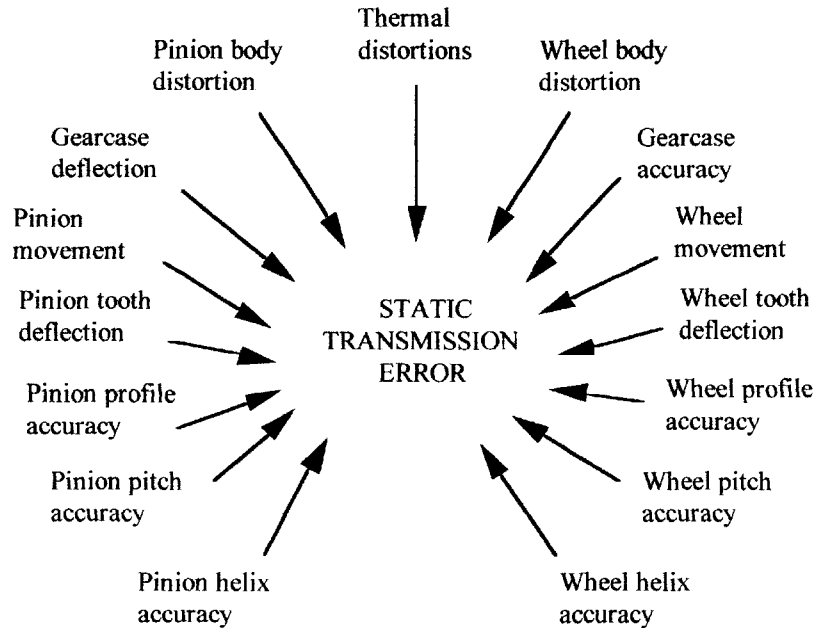 Thermal
distortions
Pinion body
distortion
Wheel body
distortion
Gearcase
deflection
Gearcase
accuracy
Pinion
movement
Wheel
movement
Pinion tooth
deflection
Wheel tooth
deflection
STATIC
TRANSMISSION
ERROR
Pinion profile
accuracy
Wheel profile
accuracy
Pinion pitch
accuracy
Wheel pitch
accuracy
Pinion helix
accuracy
Wheel helix
accuracy